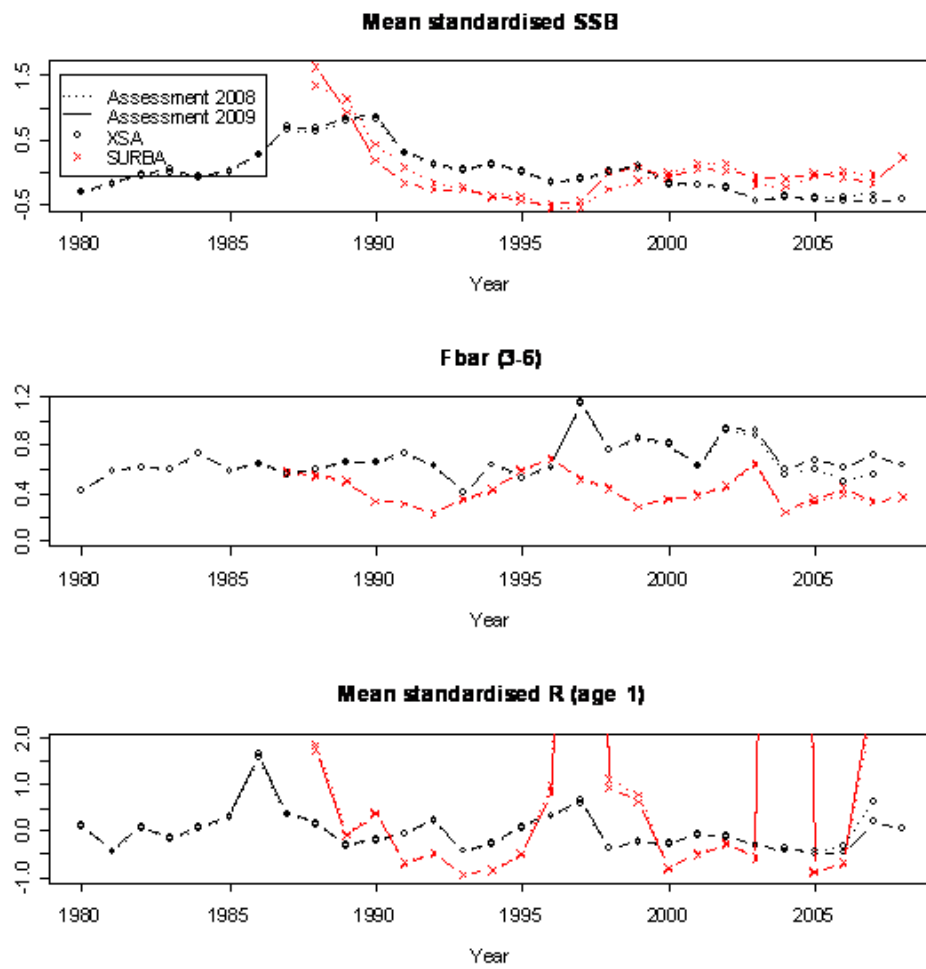 Mean standardised SSB
1.5
0.5
-0.5
Assessment 2008
Assessment 2009
XSA
SURBA
1980 1985 1990 1995 2000 2005
Year
Fbar (3-6)
1.2
0.8
0.4
0.0
1980 1985 1990 1995 2000 2005
Year
Mean standardised R (age 1)
2.0
1.0
0.0
-1.0
1980 1985 1990 1995 2000 2005
Year